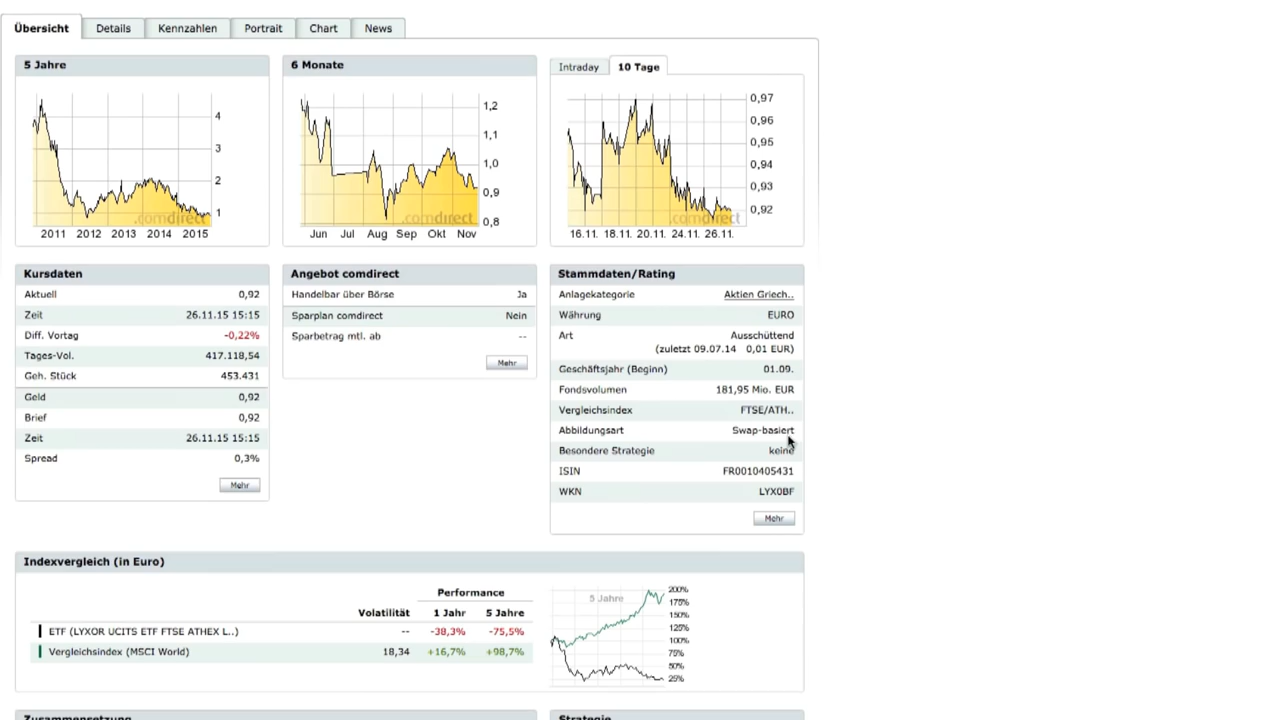 Übersicht Details Kennzahlen Portrait Chart News
5 Jahre
4
3
2
1
.comdirect
2011 2012 2013 2014 2015
6 Monate
1,2
1,1
1,0
0,9
0,8
.comdirect
Jun Jul Aug Sep Okt Nov
Intraday 10 Tage
0,97
0,96
0,95
0,94
0,93
0,92
.comdirect
16.11. 18.11. 20.11. 24.11. 26.11.
Kursdaten
Aktuell 0,92
Zeit 26.11.15 15:15
Diff. Vortag -0,22%
Tages-Vol. 417.118,54
Geh. Stück 453.431
Geld 0,92
Brief 0,92
Zeit 26.11.15 15:15
Spread 0,3%
Mehr
Angebot comdirect
Handelbar über Börse Ja
Sparplan comdirect Nein
Sparbetrag mtl. ab --
Mehr
Stammdaten/Rating
Anlagekategorie Aktien Griech..
Währung EURO
Art Ausschüttend
(zuletzt 09.07.14 0,01 EUR)
Geschäftsjahr (Beginn) 01.09.
Fondsvolumen 181,95 Mio. EUR
Vergleichsindex FTSE/ATH..
Abbildungsart Swap-basiert
Besondere Strategie keine
ISIN FR0010405431
WKN LYX0BF
Mehr
Indexvergleich (in Euro)
Performance
Volatilität 1 Jahr 5 Jahre
ETF (LYXOR UCITS ETF FTSE ATHEX L..) -- -38,3% -75,5%
Vergleichsindex (MSCI World) 18,34 +16,7% +98,7%
5 Jahre
200%
175%
150%
125%
100%
75%
50%
25%
Zusammensetzung Strategie